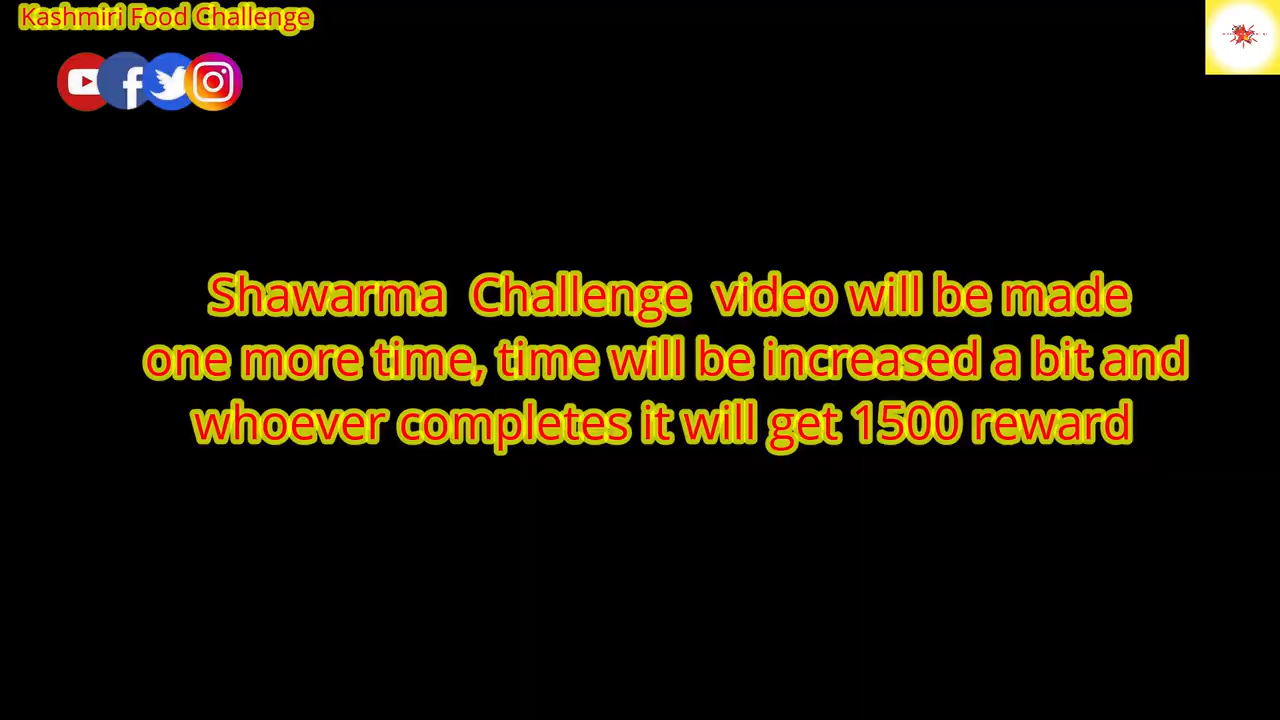 Kashmiri Food Challenge
Shawarma Challenge video will be made
one more time, time will be increased a bit and
whoever completes it will get 1500 reward